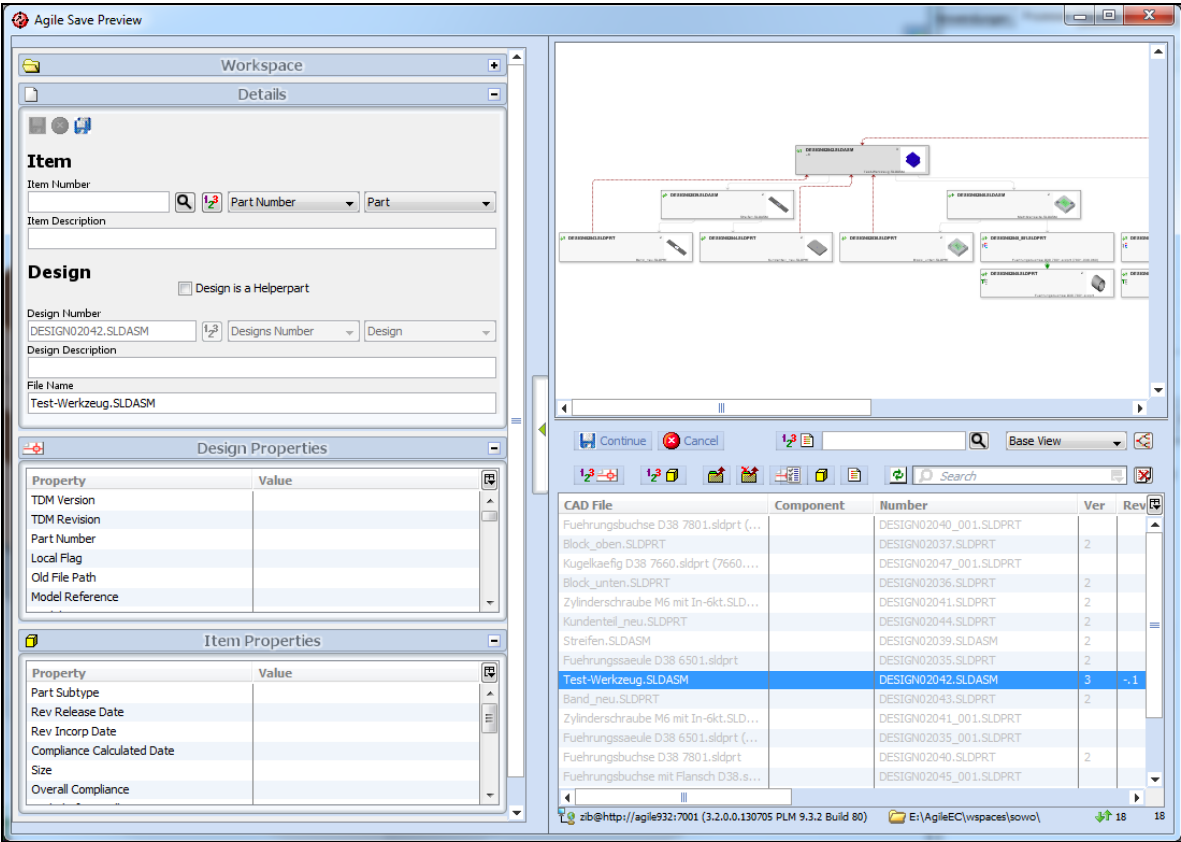 Agile Save Preview
Workspace
Details
Item
Item Number
Part Number
Part
Item Description
Design
Design is a Helperpart
Design Number
DESIGN02042.SLDASM
Designs Number
Design
Design Description
File Name
Test-Werkzeug.SLDASM
Design Properties
Property Value
TDM Version
TDM Revision
Part Number
Local Flag
Old File Path
Model Reference
Item Properties
Property Value
Part Subtype
Rev Release Date
Rev Incorp Date
Compliance Calculated Date
Size
Overall Compliance
Continue
Cancel
Base View
Search
CAD File Component Number Ver Rev
Fuehrungsbuchse D38 7801.sldprt (... DESIGN02040_001.SLDPRT
Block_oben.SLDPRT DESIGN02037.SLDPRT 2
Kugelkaefig D38 7660.sldprt (7660.... DESIGN02047_001.SLDPRT
Block_unten.SLDPRT DESIGN02036.SLDPRT 2
Zylinderschraube M6 mit In-6kt.SLD... DESIGN02041.SLDPRT 2
Kundenteil_neu.SLDPRT DESIGN02044.SLDPRT 2
Streifen.SLDASM DESIGN02039.SLDASM 2
Fuehrungssaeule D38 6501.sldprt DESIGN02035.SLDPRT 2
Test-Werkzeug.SLDASM DESIGN02042.SLDASM 3 -.1
Band_neu.SLDPRT DESIGN02043.SLDPRT 2
Zylinderschraube M6 mit In-6kt.SLD... DESIGN02041_001.SLDPRT
Fuehrungssaeule D38 6501.sldprt (... DESIGN02035_001.SLDPRT
Fuehrungsbuchse D38 7801.sldprt DESIGN02040.SLDPRT 2
Fuehrungsbuchse mit Flansch D38.s... DESIGN02045_001.SLDPRT
zib@http://agile932:7001 (3.2.0.0.130705 PLM 9.3.2 Build 80) E:\AgileEC\wspaces\sowo\ 18 18